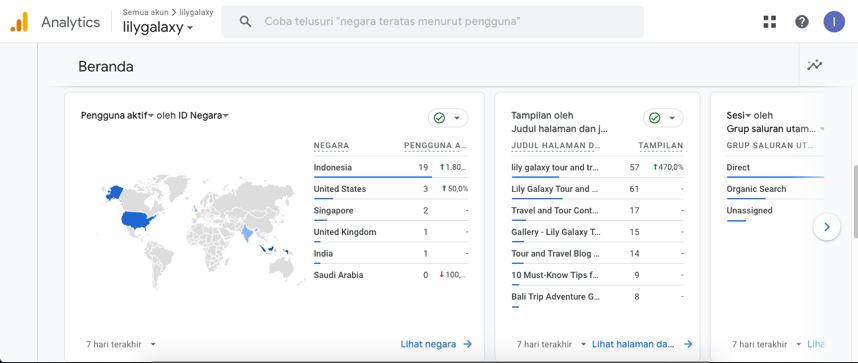 Analytics
Semua akun > lilygalaxy
lilygalaxy
Coba telusuri "negara teratas menurut pengguna"
I
Beranda
Pengguna aktif oleh ID Negara
NEGARA PENGGUNA A...
Indonesia 19 ↑1.80...
United States 3 ↑50,0%
Singapore 2 -
United Kingdom 1 -
India 1 -
Saudi Arabia 0 ↓100,...
7 hari terakhir
Lihat negara
Tampilan oleh
Judul halaman dan j...
JUDUL HALAMAN D... TAMPILAN
lily galaxy tour and tr... 57 ↑470,0%
Lily Galaxy Tour and ... 61 -
Travel and Tour Cont... 17 -
Gallery - Lily Galaxy T... 15 -
Tour and Travel Blog ... 14 -
10 Must-Know Tips f... 9 -
Bali Trip Adventure G... 8 -
7 hari terakhir
Lihat halaman da...
Sesi oleh
Grup saluran utam...
GRUP SALURAN UT...
Direct
Organic Search
Unassigned
7 hari terakhir
Liha